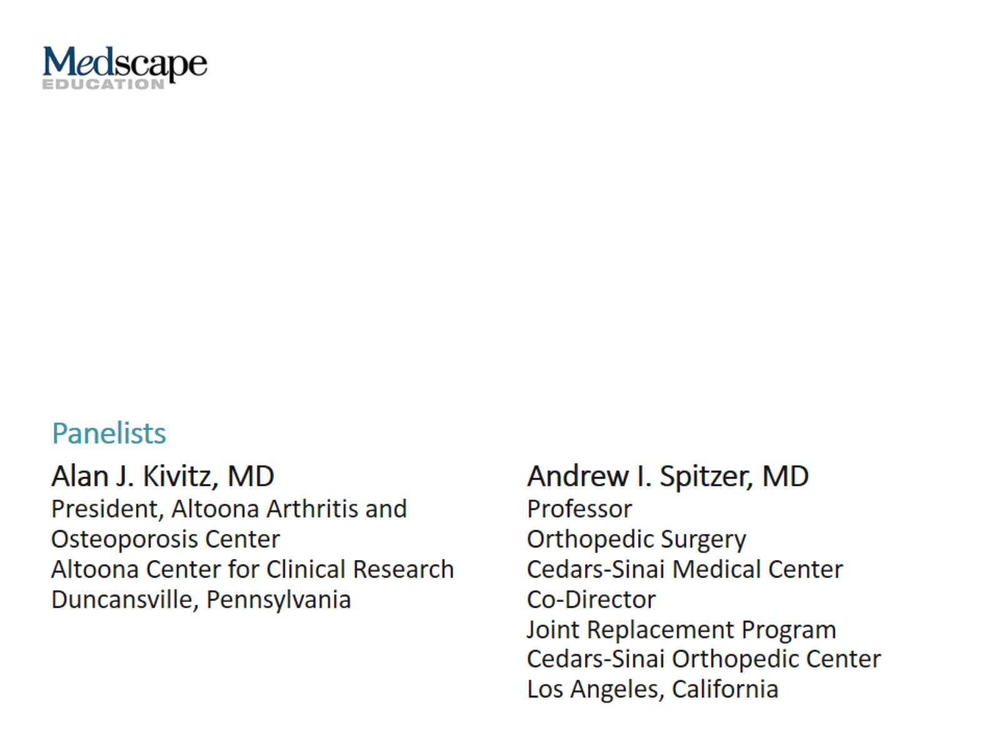 Medscape
EDUCATION
Panelists
Alan J. Kivitz, MD
President, Altoona Arthritis and
Osteoporosis Center
Altoona Center for Clinical Research
Duncansville, Pennsylvania
Andrew I. Spitzer, MD
Professor
Orthopedic Surgery
Cedars-Sinai Medical Center
Co-Director
Joint Replacement Program
Cedars-Sinai Orthopedic Center
Los Angeles, California